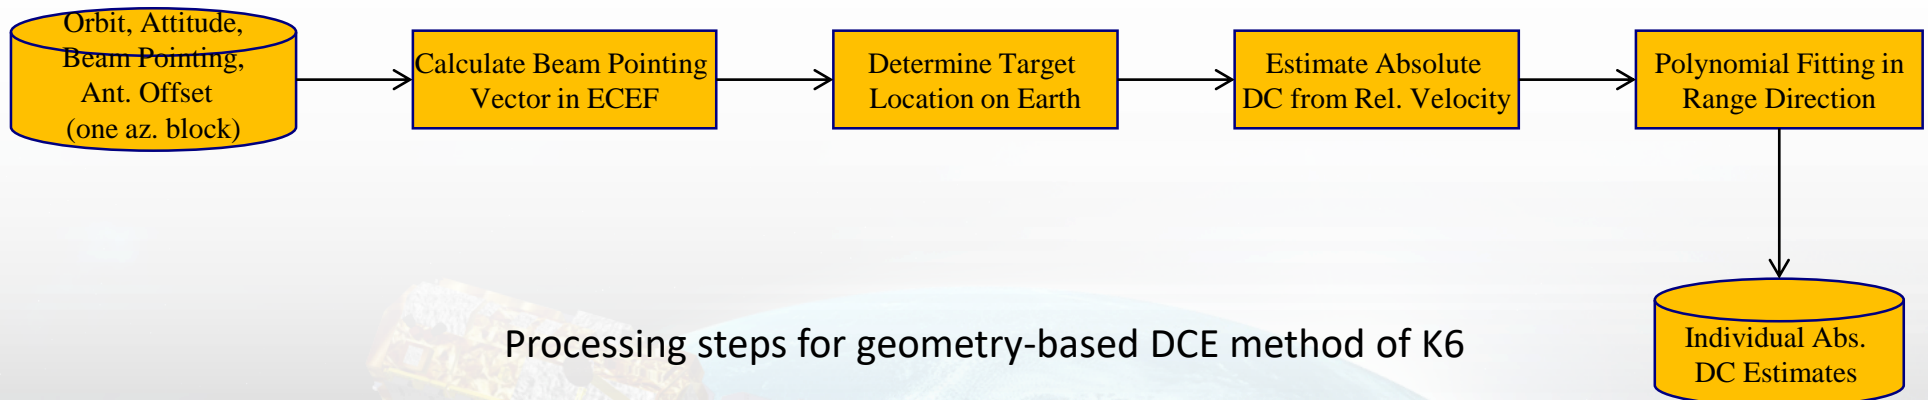 Orbit, Attitude,
Beam Pointing,
Ant. Offset
(one az. block)
Calculate Beam Pointing
Vector in ECEF
Determine Target
Location on Earth
Estimate Absolute
DC from Rel. Velocity
Polynomial Fitting in
Range Direction
Processing steps for geometry-based DCE method of K6
Individual Abs.
DC Estimates